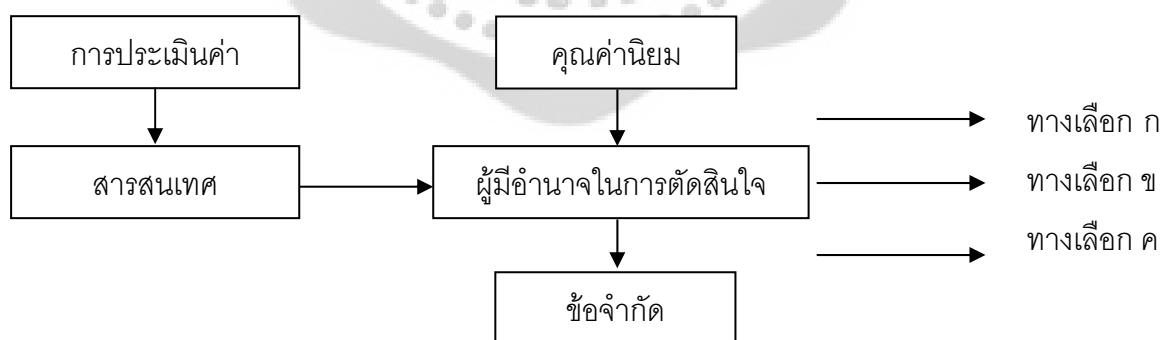 การประเมินค่า
คุณค่านิยม
ทางเลือก ก
สารสนเทศ
ผู้มีอำนาจในการตัดสินใจ
ทางเลือก ข
ทางเลือก ค
ข้อจำกัด